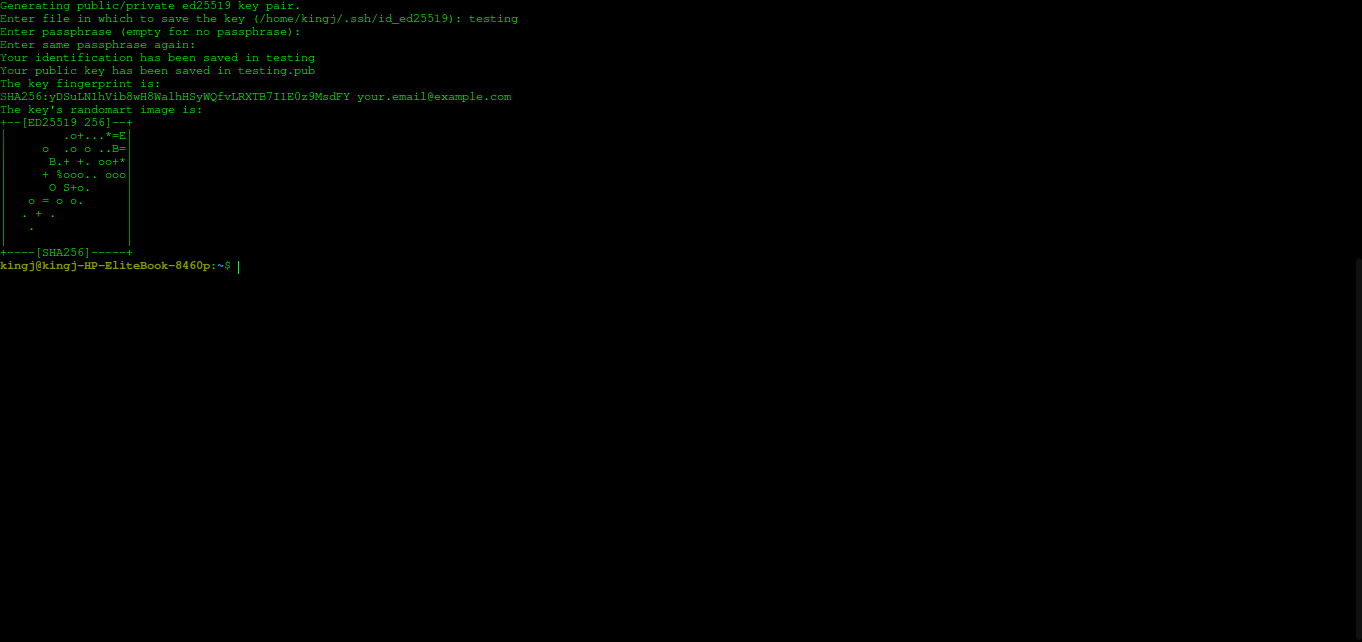 Generating public/private ed25519 key pair.
Enter file in which to save the key (/home/kingj/.ssh/id_ed25519): testing
Enter passphrase (empty for no passphrase):
Enter same passphrase again:
Your identification has been saved in testing
Your public key has been saved in testing.pub
The key fingerprint is:
SHA256:yDSuLN1hVib8wH8WalhHSyWQfvLRXTB7I1E0z9MsdFY your.email@example.com
The key's randomart image is:
+--[ED25519 256]--+
|        .o+...*=E|
|     o  .o o ..B=|
|      B.+ +. oo+*|
|     + %ooo.. ooo|
|      O S+o.     |
|   o = o o.      |
|  . + .          |
|   .             |
|                 |
+----[SHA256]-----+
kingj@kingj-HP-EliteBook-8460p:~$